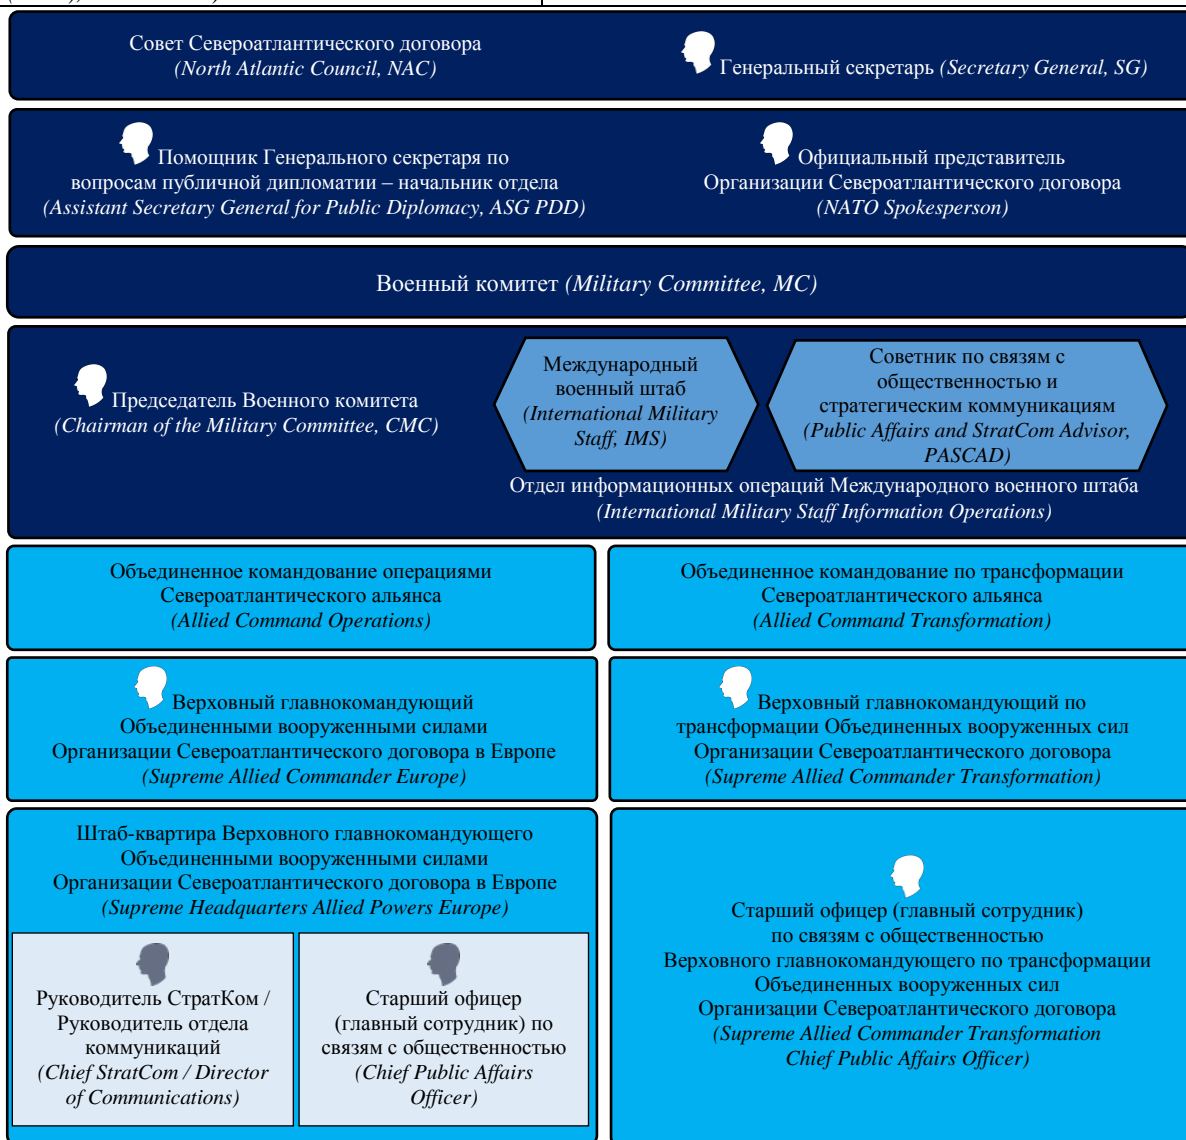 Совет Североатлантического договора
(North Atlantic Council, NAC)
Генеральный секретарь (Secretary General, SG)
Помощник Генерального секретаря по
вопросам публичной дипломатии – начальник отдела
(Assistant Secretary General for Public Diplomacy, ASG PDD)
Официальный представитель
Организации Североатлантического договора
(NATO Spokesperson)
Военный комитет (Military Committee, MC)
Председатель Военного комитета
(Chairman of the Military Committee, CMC)
Международный
военный штаб
(International Military
Staff, IMS)
Советник по связям с
общественностью и
стратегическим коммуникациям
(Public Affairs and StratCom Advisor,
PASCAD)
Отдел информационных операций Международного военного штаба
(International Military Staff Information Operations)
Объединенное командование операциями
Североатлантического альянса
(Allied Command Operations)
Объединенное командование по трансформации
Североатлантического альянса
(Allied Command Transformation)
Верховный главнокомандующий
Объединенными вооруженными силами
Организации Североатлантического договора в Европе
(Supreme Allied Commander Europe)
Верховный главнокомандующий по
трансформации Объединенных вооруженных сил
Организации Североатлантического договора
(Supreme Allied Commander Transformation)
Штаб-квартира Верховного главнокомандующего
Объединенными вооруженными силами
Организации Североатлантического договора в Европе
(Supreme Headquarters Allied Powers Europe)
Руководитель СтратКом /
Руководитель отдела
коммуникаций
(Chief StratCom / Director
of Communications)
Старший офицер
(главный сотрудник) по
связям с общественностью
(Chief Public Affairs
Officer)
Старший офицер (главный сотрудник)
по связям с общественностью
Верховного главнокомандующего по трансформации
Объединенных вооруженных сил
Организации Североатлантического договора
(Supreme Allied Commander Transformation
Chief Public Affairs Officer)